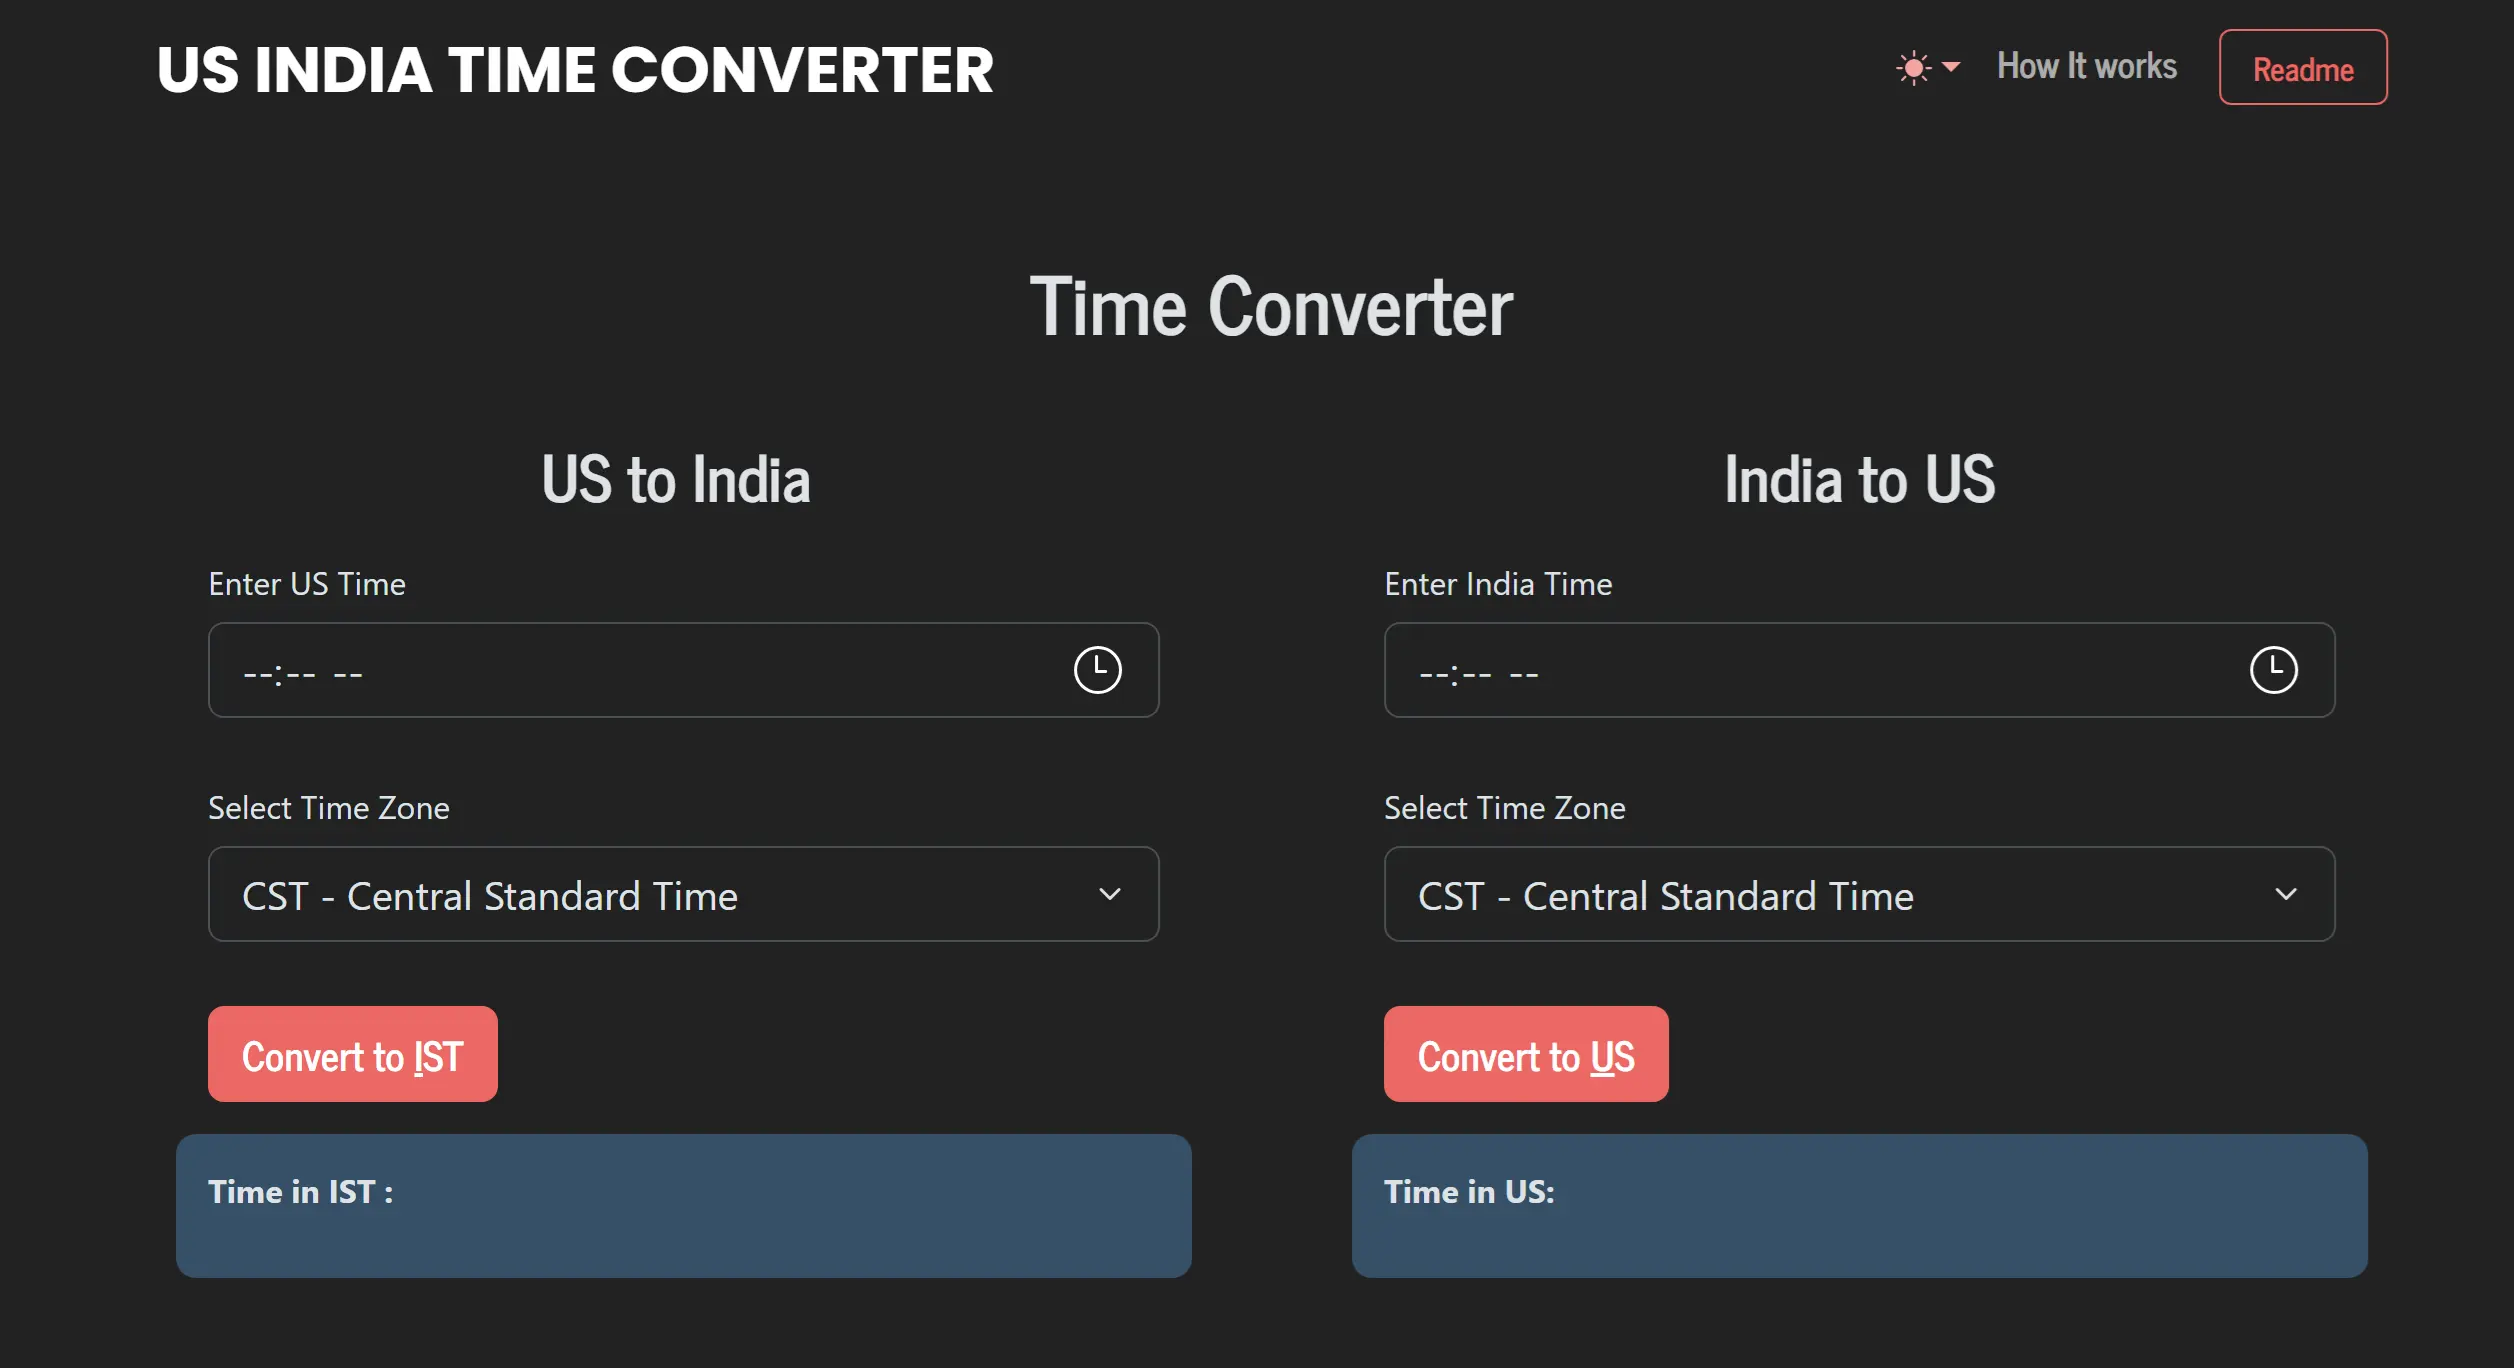 US INDIA TIME CONVERTER
How It works
Readme
Time Converter
US to India
Enter US Time
--:-- --
Select Time Zone
CST - Central Standard Time
Convert to IST
Time in IST :
India to US
Enter India Time
--:-- --
Select Time Zone
CST - Central Standard Time
Convert to US
Time in US: